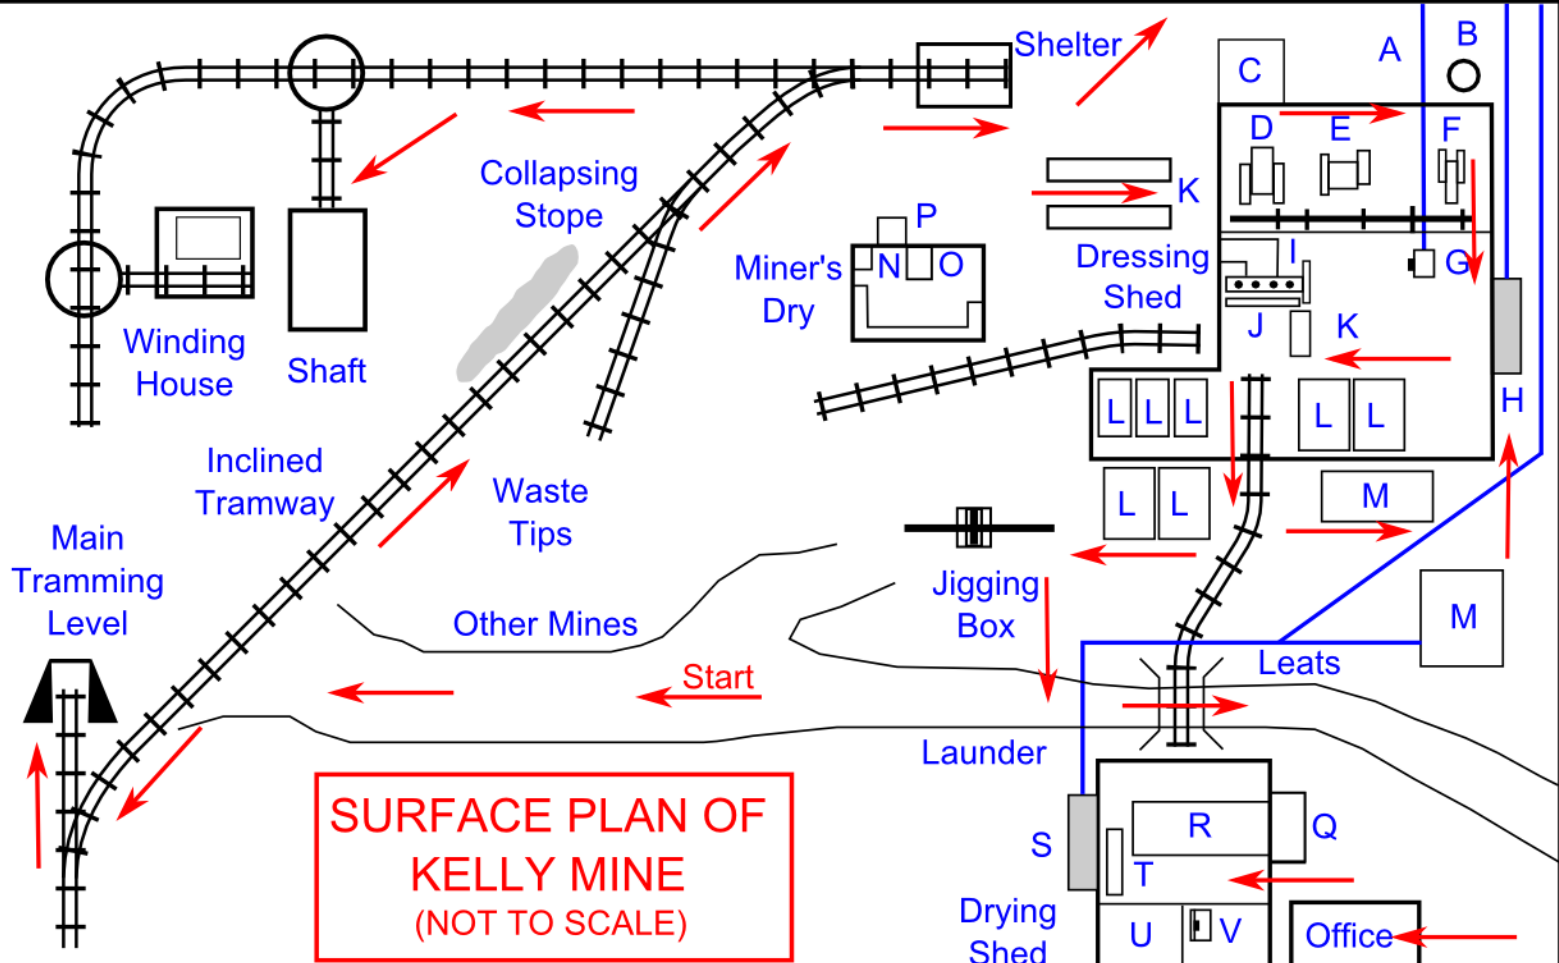 Shelter
A
B
C
D
E
F
Collapsing
Stope
K
P
Miner's
Dry
N
O
Dressing
Shed
I
G
J
K
Winding
House
Shaft
H
L
L
L
L
L
Inclined
Tramway
Waste
Tips
L
L
M
Main
Tramming
Level
Jigging
Box
Other Mines
M
Leats
Start
Launder
SURFACE PLAN OF
KELLY MINE
(NOT TO SCALE)
S
R
Q
T
Drying
Shed
U
V
Office